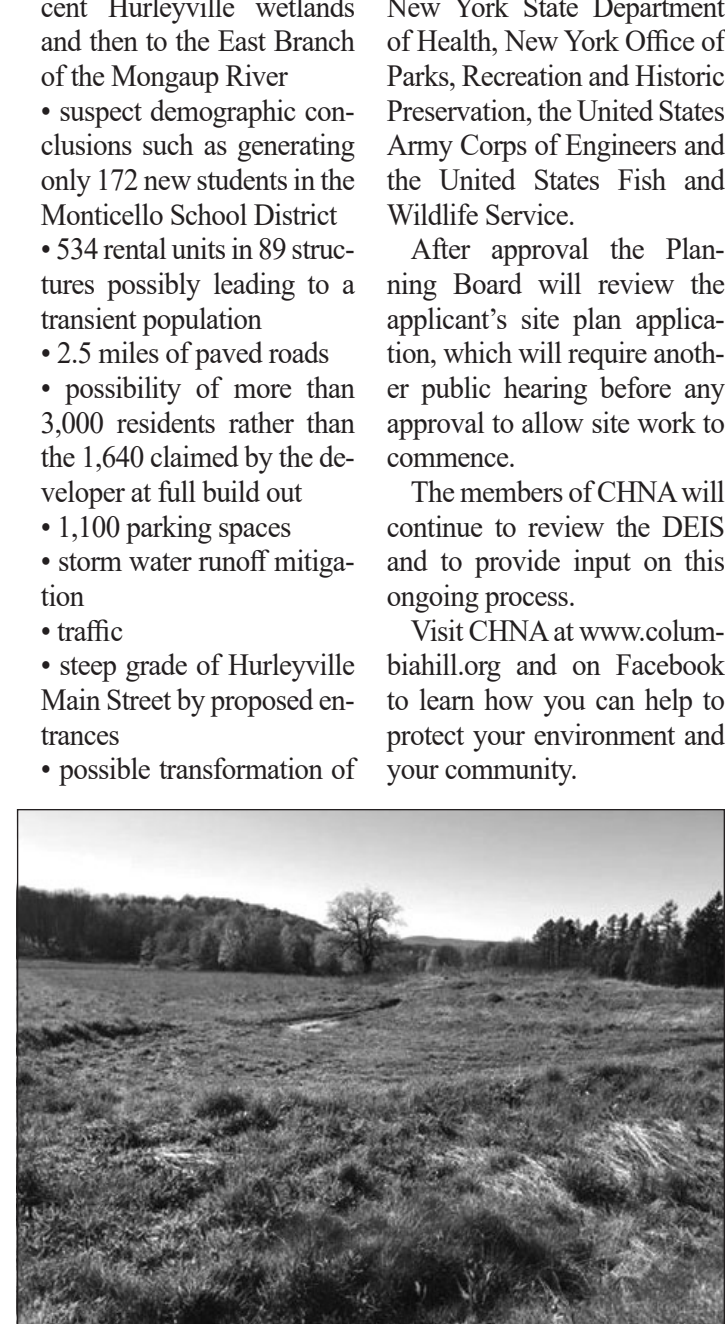 cent Hurleyville wetlands
and then to the East Branch
of the Mongaup River
• suspect demographic con-
clusions such as generating
only 172 new students in the
Monticello School District
• 534 rental units in 89 struc-
tures possibly leading to a
transient population
• 2.5 miles of paved roads
• possibility of more than
3,000 residents rather than
the 1,640 claimed by the de-
veloper at full build out
• 1,100 parking spaces
• storm water runoff mitiga-
tion
• traffic
• steep grade of Hurleyville
Main Street by proposed en-
trances
• possible transformation of
New York State Department
of Health, New York Office of
Parks, Recreation and Historic
Preservation, the United States
Army Corps of Engineers and
the United States Fish and
Wildlife Service.
After approval the Plan-
ning Board will review the
applicant’s site plan applica-
tion, which will require anoth-
er public hearing before any
approval to allow site work to
commence.
The members of CHNA will
continue to review the DEIS
and to provide input on this
ongoing process.
Visit CHNA at www.colum-
biahill.org and on Facebook
to learn how you can help to
protect your environment and
your community.